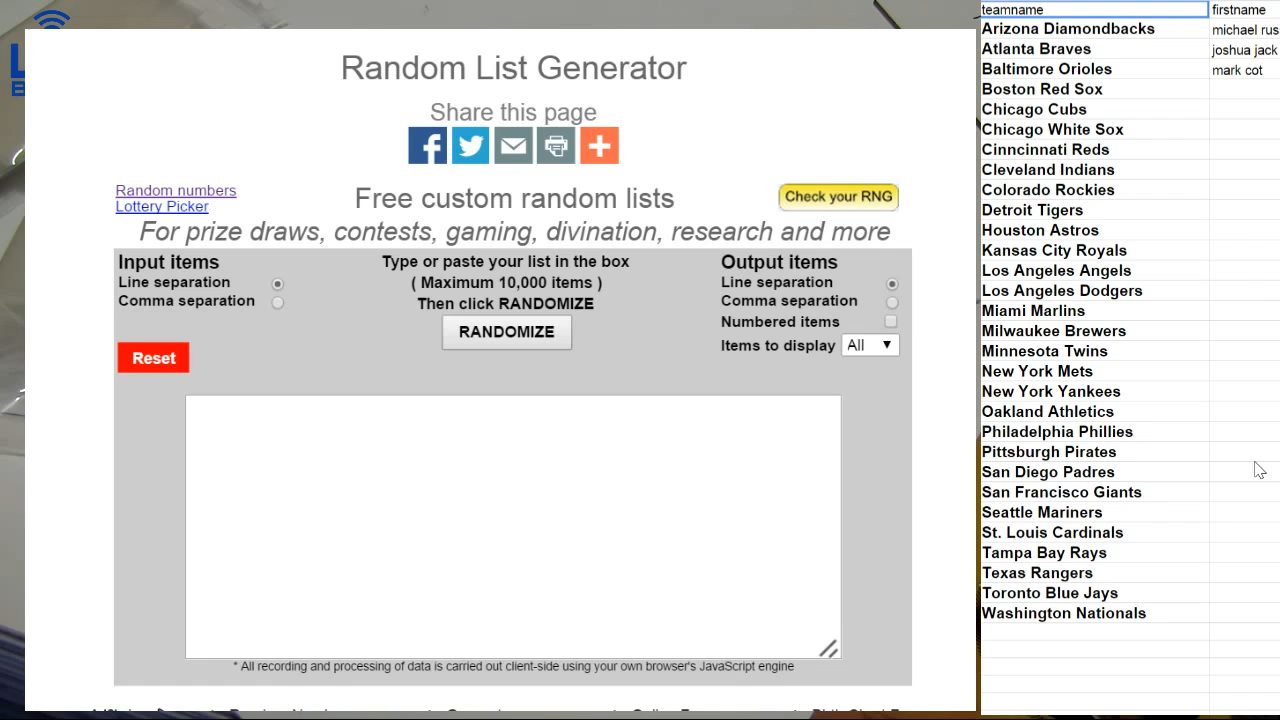 Random List Generator
Share this page
Random numbers
Lottery Picker
Free custom random lists
Check your RNG
For prize draws, contests, gaming, divination, research and more
Input items
Line separation
Comma separation
Reset
Type or paste your list in the box
( Maximum 10,000 items )
Then click RANDOMIZE
RANDOMIZE
Output items
Line separation
Comma separation
Numbered items
Items to display All
* All recording and processing of data is carried out client-side using your own browser's JavaScript engine
teamname firstname
Arizona Diamondbacks michael rus
Atlanta Braves joshua jack
Baltimore Orioles mark cot
Boston Red Sox
Chicago Cubs
Chicago White Sox
Cinncinnati Reds
Cleveland Indians
Colorado Rockies
Detroit Tigers
Houston Astros
Kansas City Royals
Los Angeles Angels
Los Angeles Dodgers
Miami Marlins
Milwaukee Brewers
Minnesota Twins
New York Mets
New York Yankees
Oakland Athletics
Philadelphia Phillies
Pittsburgh Pirates
San Diego Padres
San Francisco Giants
Seattle Mariners
St. Louis Cardinals
Tampa Bay Rays
Texas Rangers
Toronto Blue Jays
Washington Nationals